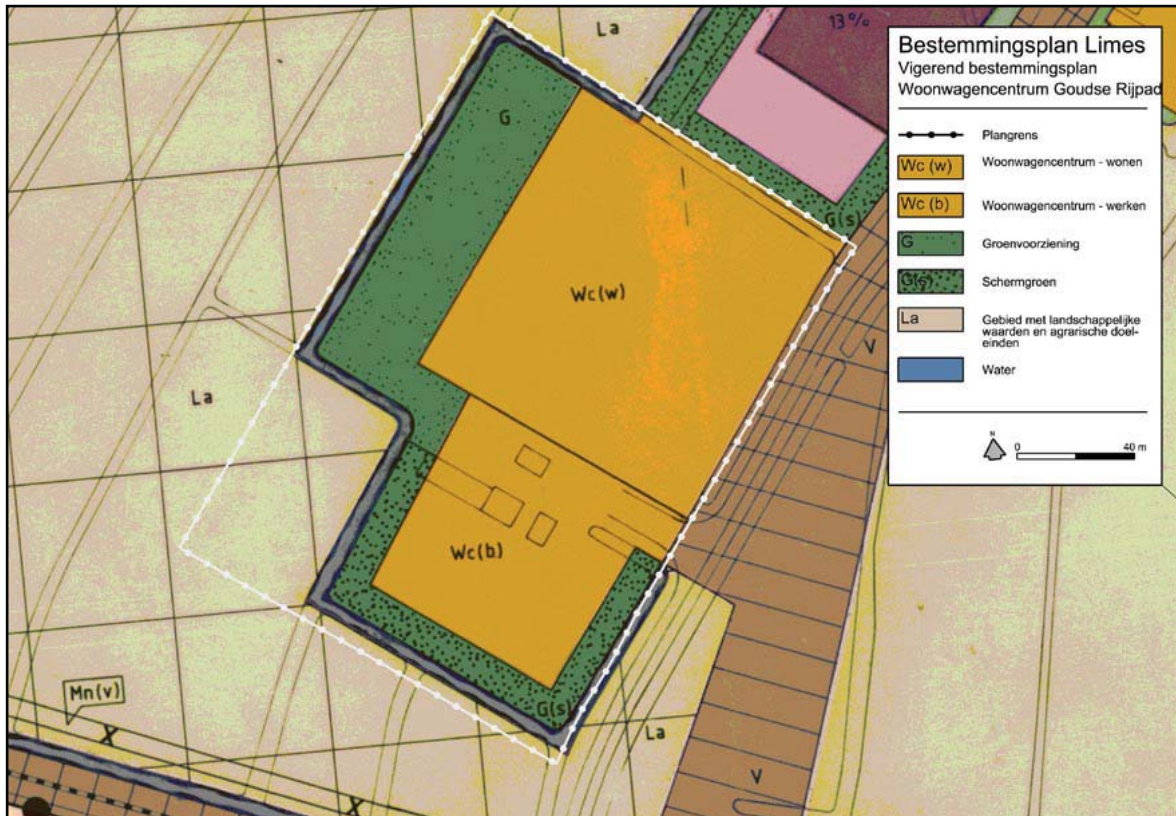 La
13%
G
G(s)
Wc(w)
V
La
Wc(b)
Mn(v)
G(s)
La
V
X
X
Bestemmingsplan Limes
Vigerend bestemmingsplan
Woonwagencentrum Goudse Rijpad
Plangrens
Wc (w) Woonwagencentrum - wonen
Wc (b) Woonwagencentrum - werken
G Groenvoorziening
G(s) Schermgroen
La Gebied met landschappelijke
waarden en agrarische doel-
einden
Water
N
0 40 m